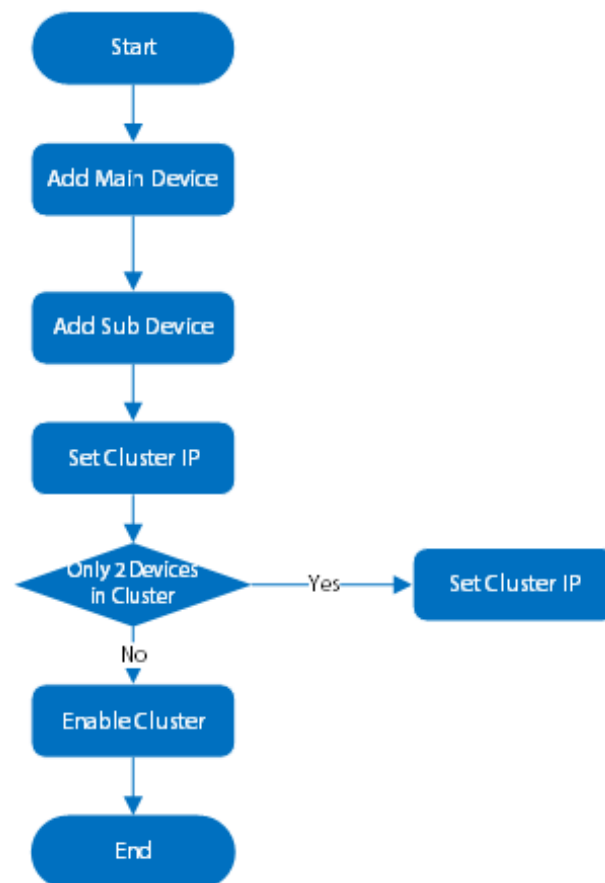 Start
Add Main Device
Add Sub Device
Set Cluster IP
Only 2 Devices
in Cluster
Yes
Set Cluster IP
No
Enable Cluster
End